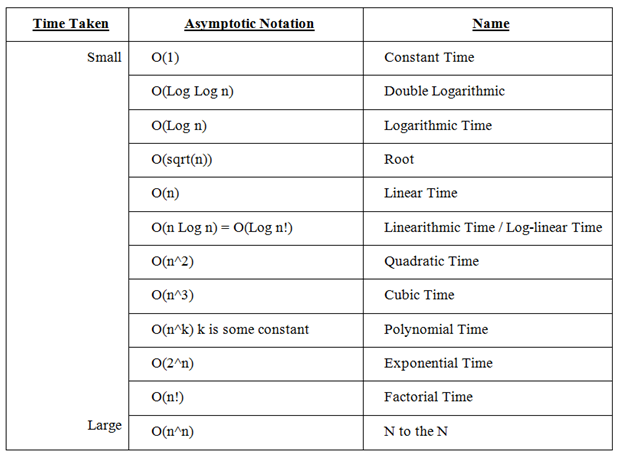 Time Taken Asymptotic Notation Name
Small O(1) Constant Time
O(Log Log n) Double Logarithmic
O(Log n) Logarithmic Time
O(sqrt(n)) Root
O(n) Linear Time
O(n Log n) = O(Log n!) Linearithmic Time / Log-linear Time
O(n^2) Quadratic Time
O(n^3) Cubic Time
O(n^k) k is some constant Polynomial Time
O(2^n) Exponential Time
O(n!) Factorial Time
Large O(n^n) N to the N